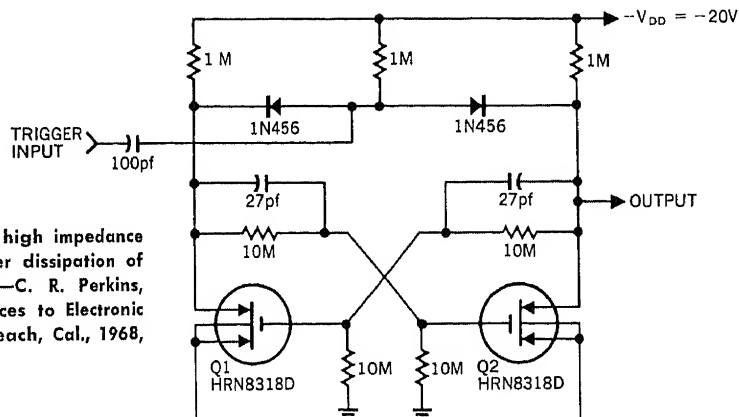 −V_DD = −20V
1 M
1M
1M
1N456
1N456
TRIGGER
INPUT
100pf
27pf
27pf
OUTPUT
10M
10M
high impedance
er dissipation of
—C. R. Perkins,
ces to Electronic
each, Cal., 1968,
Q1
HRN8318D
10M
10M
Q2
HRN8318D